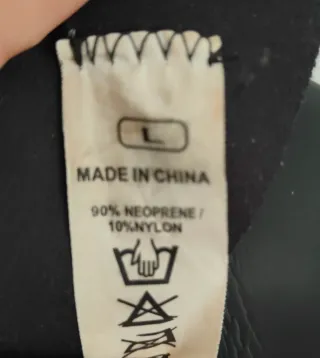 L
MADE IN CHINA
90% NEOPRENE /
10%NYLON